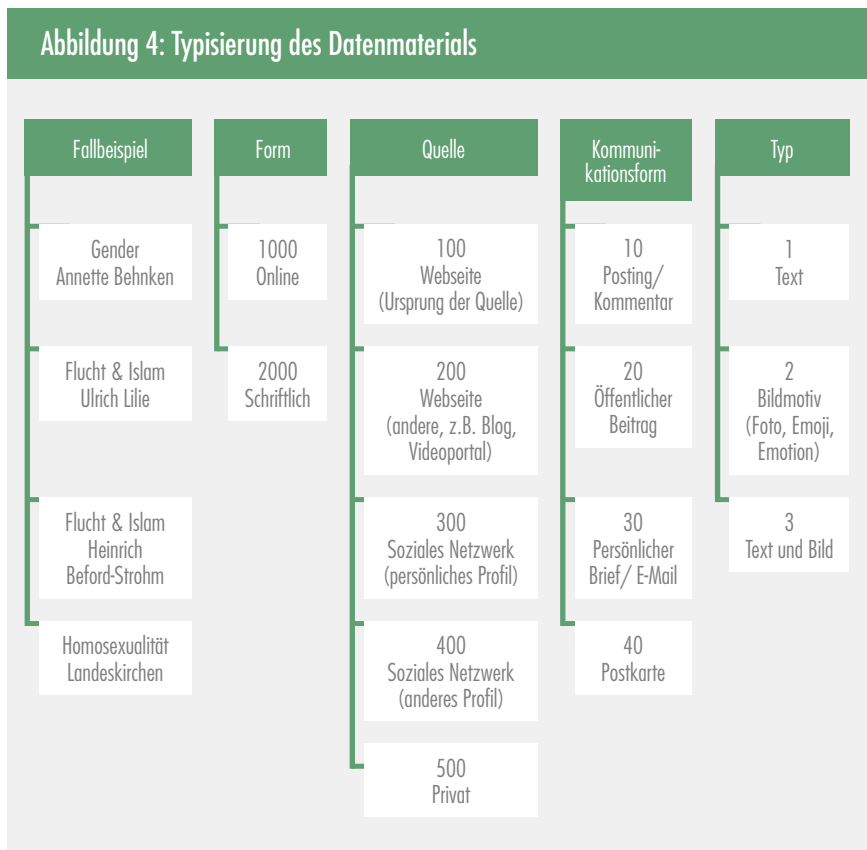 Abbildung 4: Typisierung des Datenmaterials
Fallbeispiel
Gender
Annette Behnken
Flucht & Islam
Ulrich Lilie
Flucht & Islam
Heinrich
Beford-Strohm
Homosexualität
Landeskirchen
Form
1000
Online
2000
Schriftlich
Quelle
100
Webseite
(Ursprung der Quelle)
200
Webseite
(andere, z.B. Blog,
Videoportal)
300
Soziales Netzwerk
(persönliches Profil)
400
Soziales Netzwerk
(anderes Profil)
500
Privat
Kommuni-
kationsform
10
Posting/
Kommentar
20
Öffentlicher
Beitrag
30
Persönlicher
Brief/ E-Mail
40
Postkarte
Typ
1
Text
2
Bildmotiv
(Foto, Emoji,
Emotion)
3
Text und Bild